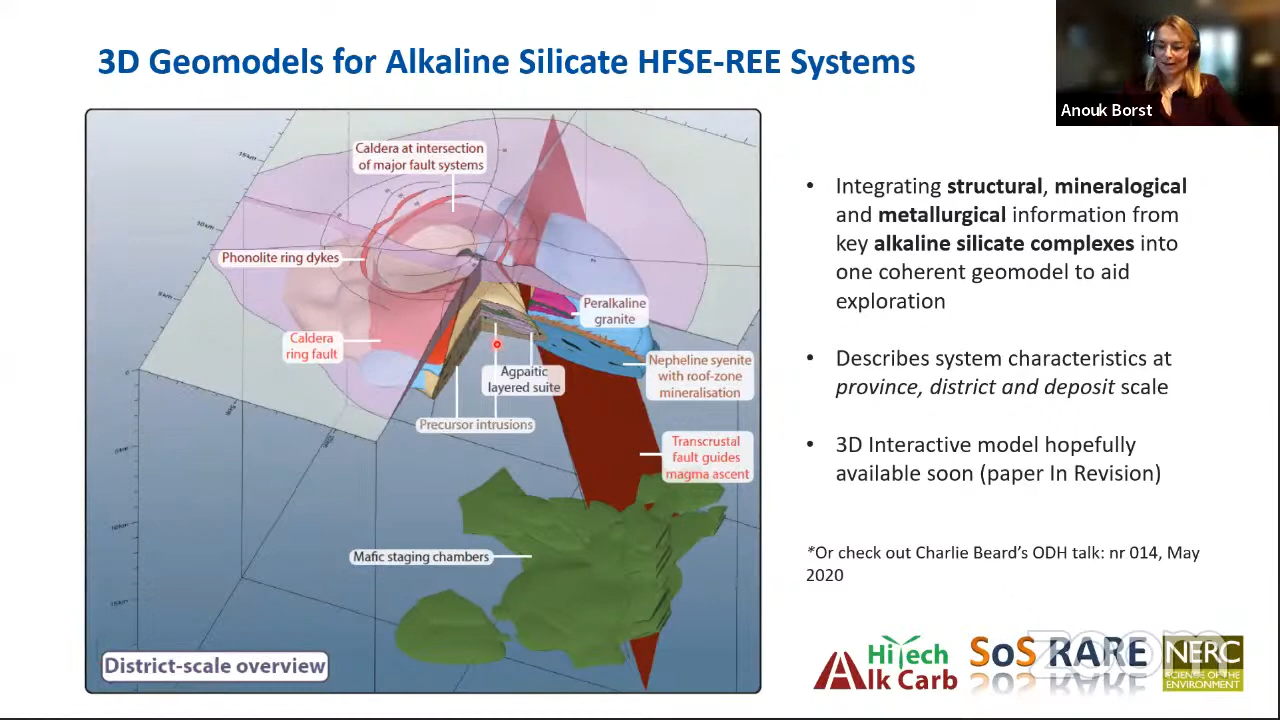 3D Geomodels for Alkaline Silicate HFSE-REE Systems
Anouk Borst
Caldera at intersection
of major fault systems
Phonolite ring dykes
Peralkaline
granite
Caldera
ring fault
Agpaitic
layered suite
Nepheline syenite
with roof-zone
mineralisation
Precursor intrusions
Transcrustal
fault guides
magma ascent
Mafic staging chambers
District-scale overview
• Integrating structural, mineralogical
and metallurgical information from
key alkaline silicate complexes into
one coherent geomodel to aid
exploration
• Describes system characteristics at
province, district and deposit scale
• 3D Interactive model hopefully
available soon (paper In Revision)
*Or check out Charlie Beard's ODH talk: nr 014, May
2020
HiTech
Alk Carb
SoS RARE
zoom
NERC
SCIENCE OF THE
ENVIRONMENT